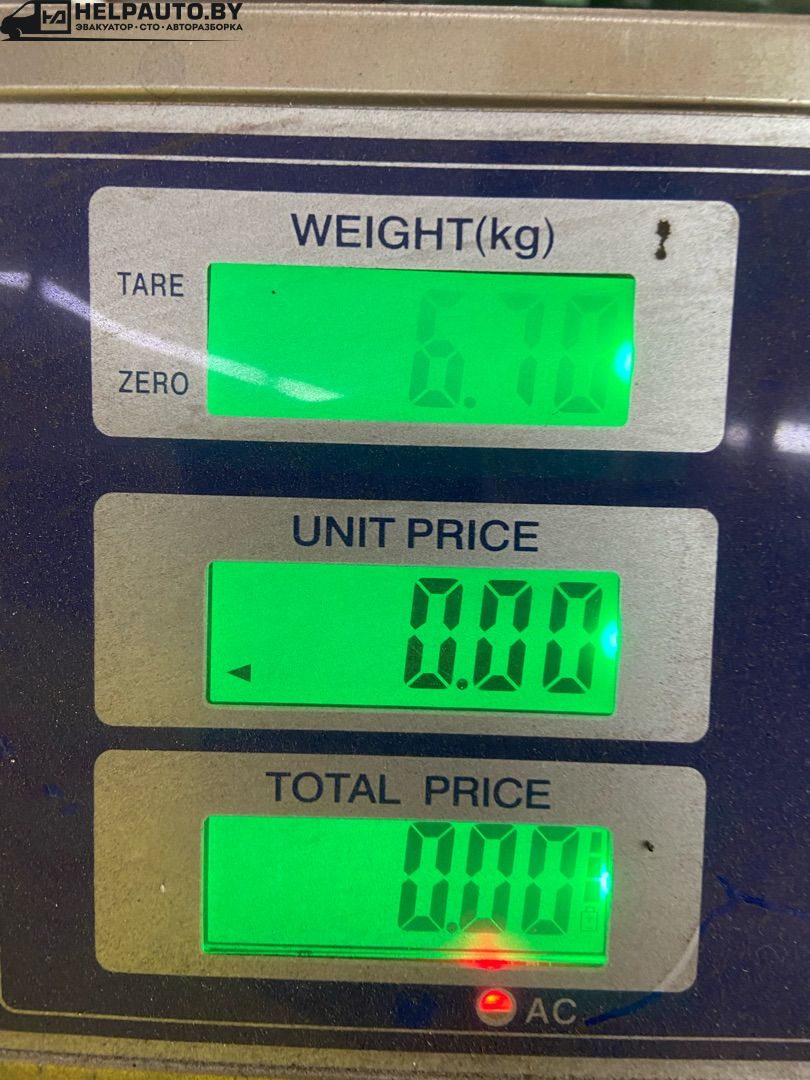 HELPAUTO.BY
ЭВАКУАТОР • СТО • АВТОРАЗБОРКА
WEIGHT(kg)
TARE
6.70
ZERO
UNIT PRICE
0.00
TOTAL PRICE
0.00
AC